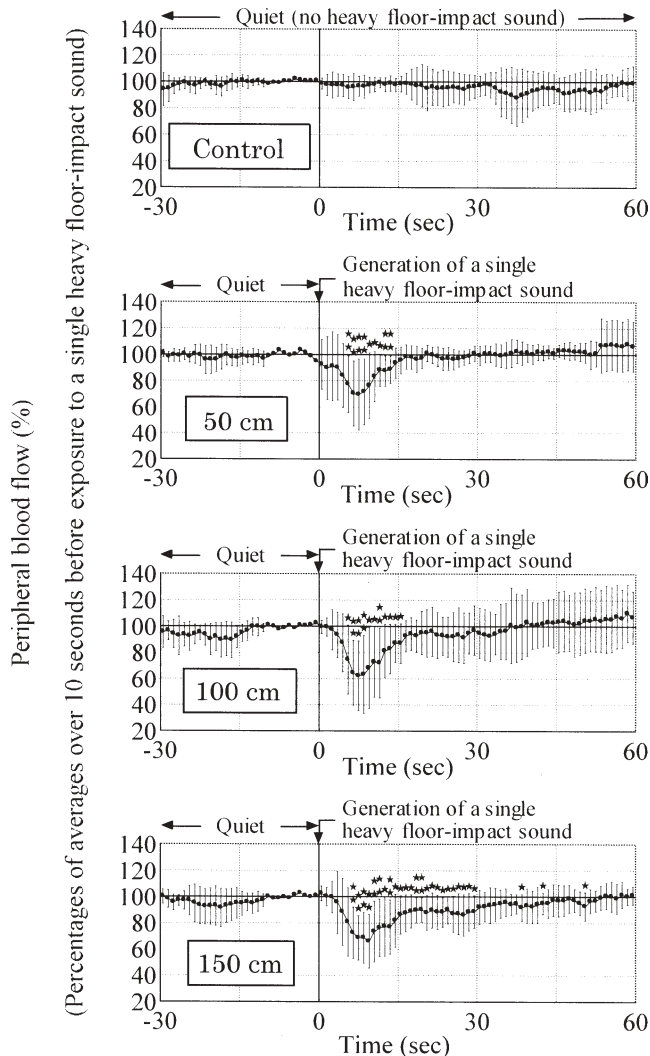 Peripheral blood flow (%)
(Percentages of averages over 10 seconds before exposure to a single heavy floor-impact sound)
Quiet (no heavy floor-impact sound)
140
120
100
80
60
40
20
Control
-30 0 30 60
Time (sec)
Quiet
Generation of a single
heavy floor-impact sound
140
120
100
80
60
40
20
50 cm
-30 0 30 60
Time (sec)
Quiet
Generation of a single
heavy floor-impact sound
140
120
100
80
60
40
20
100 cm
-30 0 30 60
Time (sec)
Quiet
Generation of a single
heavy floor-impact sound
140
120
100
80
60
40
20
150 cm
-30 0 30 60
Time (sec)